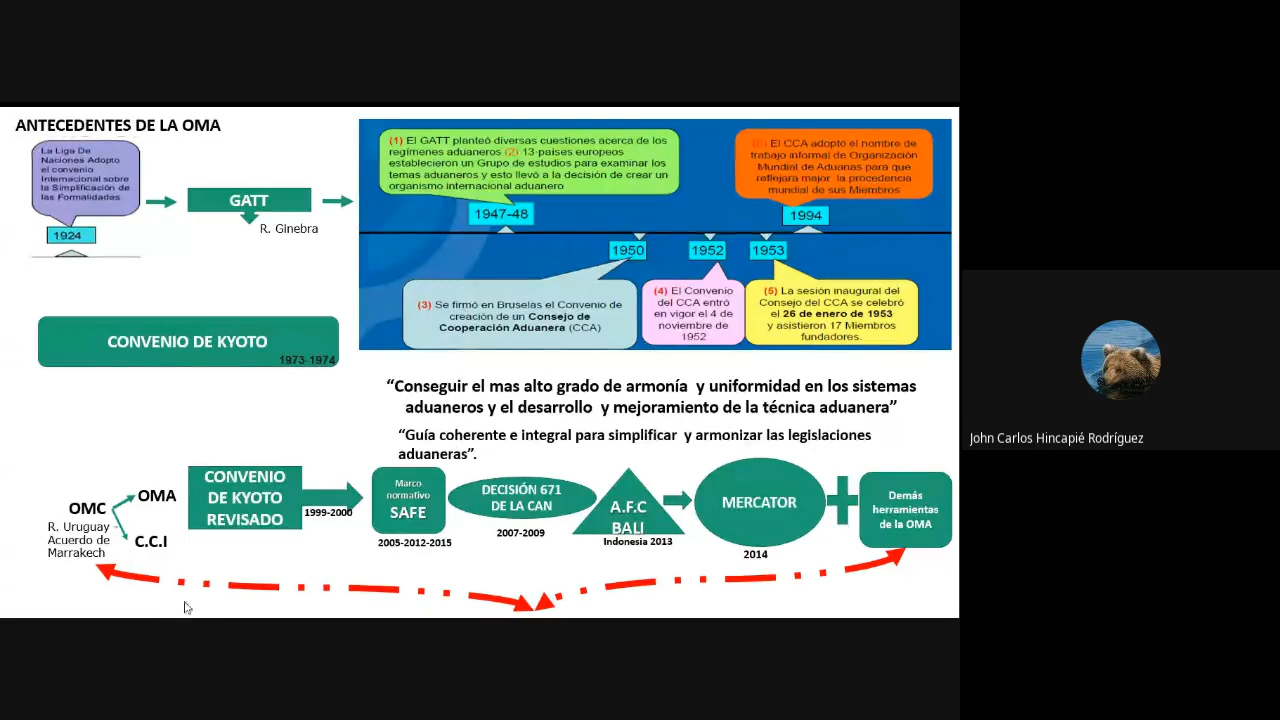 ANTECEDENTES DE LA OMA
La Liga De
Naciones Adopto
el convenio
Internacional sobre
la Simplificación de
las Formalidades
1924
GATT
R. Ginebra
(1) El GATT planteó diversas cuestiones acerca de los
regímenes aduaneros (2) 13-países europeos
establecieron un Grupo de estudios para examinar los
temas aduaneros y esto llevó a la decisión de crear un
organismo internacional aduanero
1947-48
El CCA adoptó el nombre de
trabajo informal de Organización
Mundial de Aduanas para que
reflejara mejor la procedencia
mundial de sus Miembros
1994
1950
1952
1953
(3) Se firmó en Bruselas el Convenio de
creación de un Consejo de
Cooperación Aduanera (CCA)
(4) El Convenio
del CCA entró
en vigor el 4 de
noviembre de
1952
(5) La sesión inaugural del
Consejo del CCA se celebró
el 26 de enero de 1953
y asistieron 17 Miembros
fundadores.
CONVENIO DE KYOTO
1973-1974
“Conseguir el mas alto grado de armonía y uniformidad en los sistemas
aduaneros y el desarrollo y mejoramiento de la técnica aduanera”
“Guía coherente e integral para simplificar y armonizar las legislaciones
aduaneras”.
OMC
R. Uruguay -
Acuerdo de
Marrakech
OMA
C.C.I
CONVENIO
DE KYOTO
REVISADO
1999-2000
Marco
normativo
SAFE
2005-2012-2015
DECISIÓN 671
DE LA CAN
2007-2009
A.F.C
BALI
Indonesia 2013
MERCATOR
2014
Demás
herramientas
de la OMA
John Carlos Hincapié Rodríguez